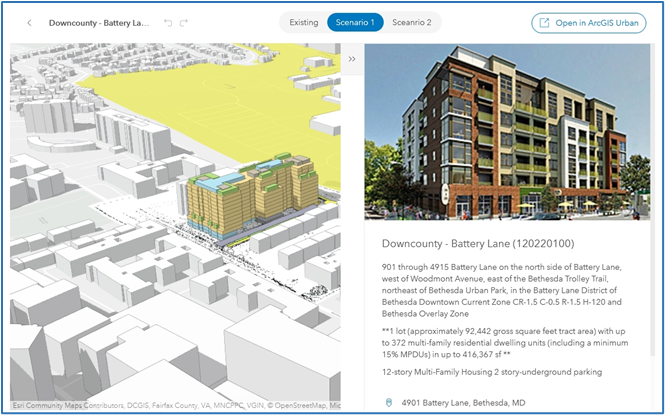 Downcounty - Battery La...
Existing
Scenario 1
Sceanrio 2
Open in ArcGIS Urban
Downcounty - Battery Lane (120220100)
901 through 4915 Battery Lane on the north side of Battery Lane,
west of Woodmont Avenue, east of the Bethesda Trolley Trail,
northeast of Bethesda Urban Park, in the Battery Lane District of
Bethesda Downtown Current Zone CR-1.5 C-0.5 R-1.5 H-120 and
Bethesda Overlay Zone
**1 lot (approximately 92,442 gross square feet tract area) with up
to 372 multi-family residential dwelling units (including a minimum
15% MPDUs) in up to 416,367 sf **
12-story Multi-Family Housing 2 story-underground parking
4901 Battery Lane, Bethesda, MD
Esri Community Maps Contributors, DCGIS, Fairfax County, VA, MNCPPC, VGIN, © OpenStreetMap, Mic